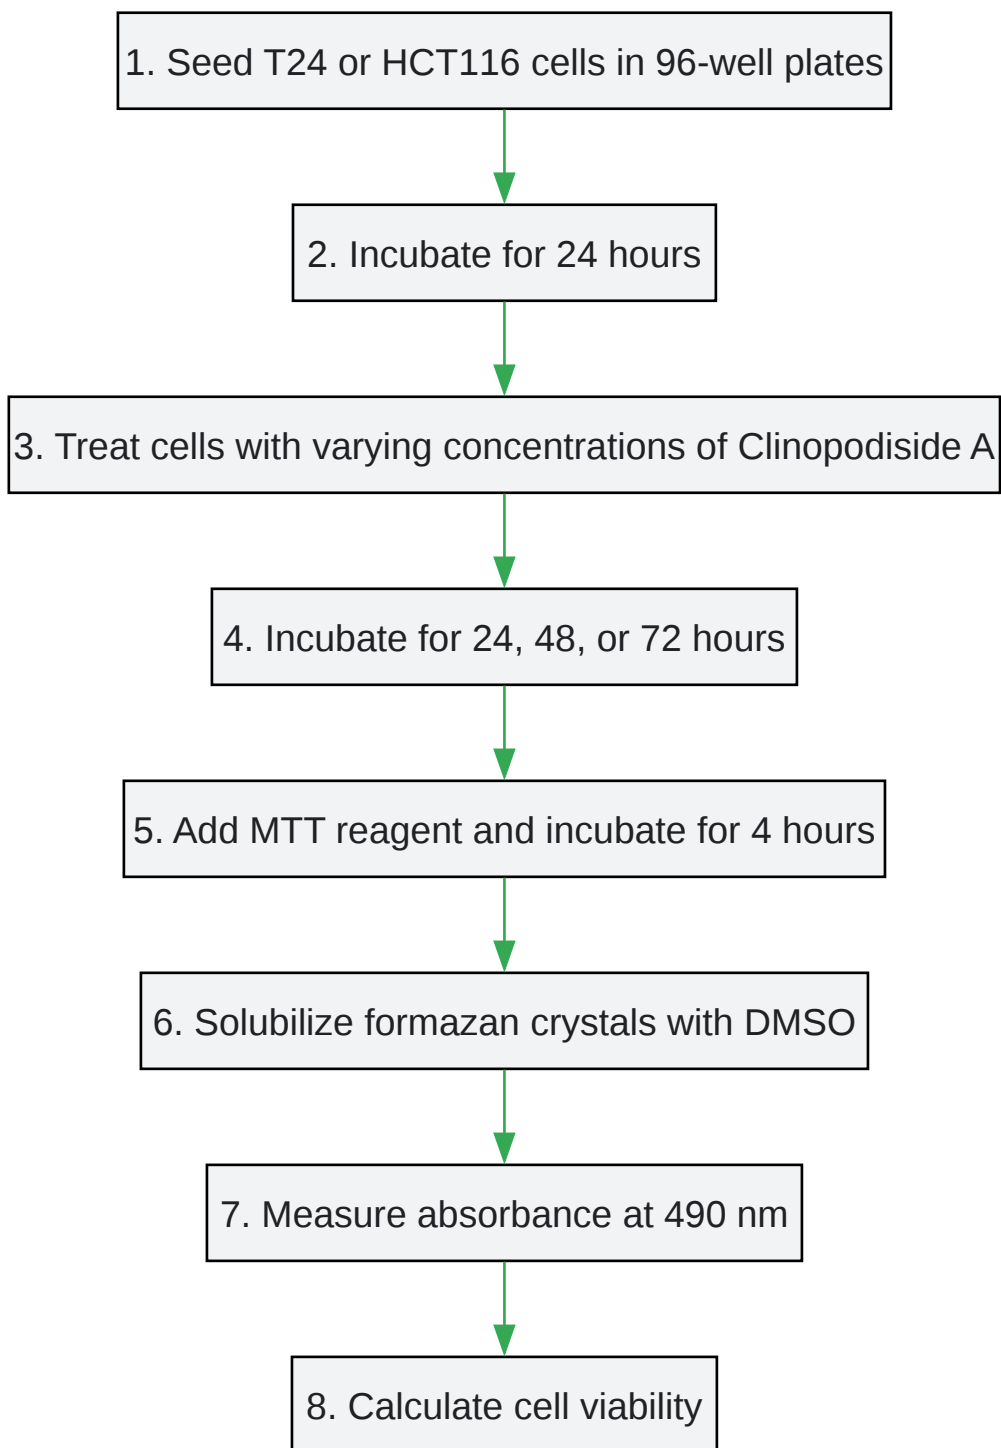 1. Seed T24 or HCT116 cells in 96-well plates
2. Incubate for 24 hours
3. Treat cells with varying concentrations of Clinopodiside A
4. Incubate for 24, 48, or 72 hours
5. Add MTT reagent and incubate for 4 hours
6. Solubilize formazan crystals with DMSO
7. Measure absorbance at 490 nm
8. Calculate cell viability